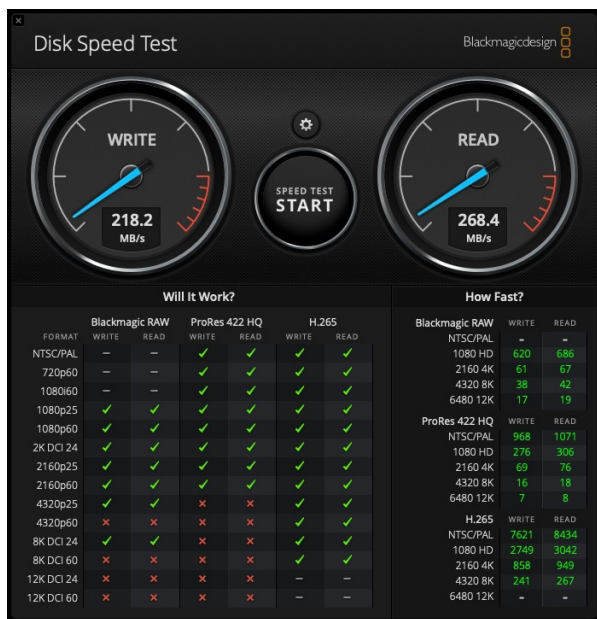 Disk Speed Test
Blackmagicdesign
WRITE
218.2
MB/s
SPEED TEST
START
READ
268.4
MB/s
Will It Work?
Blackmagic RAW ProRes 422 HQ H.265
FORMAT WRITE READ WRITE READ WRITE READ
NTSC/PAL – – ✓ ✓ ✓ ✓
720p60 – – ✓ ✓ ✓ ✓
1080i60 – – ✓ ✓ ✓ ✓
1080p25 ✓ ✓ ✓ ✓ ✓ ✓
1080p60 ✓ ✓ ✓ ✓ ✓ ✓
2K DCI 24 ✓ ✓ ✓ ✓ ✓ ✓
2160p25 ✓ ✓ ✓ ✓ ✓ ✓
2160p60 ✓ ✓ ✓ ✓ ✓ ✓
4320p25 ✓ ✓ × × ✓ ✓
4320p60 × × × × ✓ ✓
8K DCI 24 ✓ ✓ × × ✓ ✓
8K DCI 60 × × × × ✓ ✓
12K DCI 24 × × × × – –
12K DCI 60 × × × × – –
How Fast?
Blackmagic RAW WRITE READ
NTSC/PAL - -
1080 HD 620 686
2160 4K 61 67
4320 8K 38 42
6480 12K 17 19
ProRes 422 HQ WRITE READ
NTSC/PAL 968 1071
1080 HD 276 306
2160 4K 69 76
4320 8K 16 18
6480 12K 7 8
H.265 WRITE READ
NTSC/PAL 7621 8434
1080 HD 2749 3042
2160 4K 858 949
4320 8K 241 267
6480 12K - -